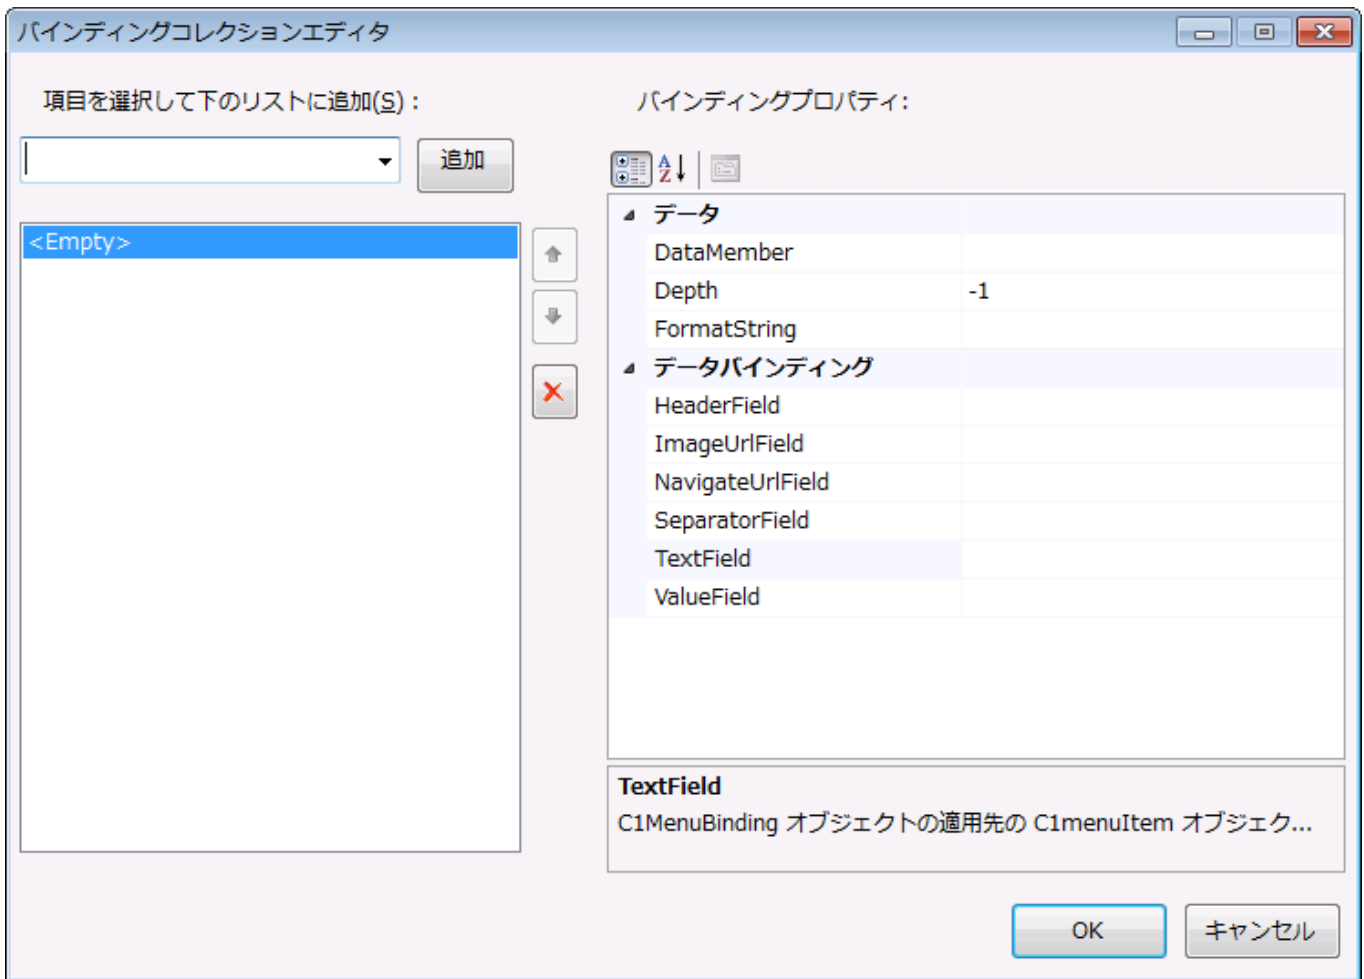 バインディングコレクションエディタ
項目を選択して下のリストに追加(S) :
追加
<Empty>
バインディングプロパティ:
データ
DataMember
Depth -1
FormatString
データバインディング
HeaderField
ImageUrlField
NavigateUrlField
SeparatorField
TextField
ValueField
TextField
C1MenuBinding オブジェクトの適用先の C1menuItem オブジェク...
OK キャンセル